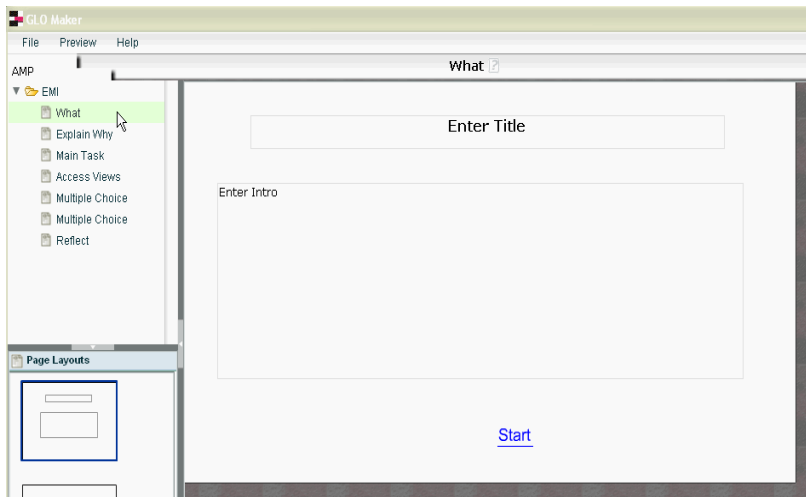 GLO Maker
File Preview Help
What ?
AMP
EMI
What
Explain Why
Main Task
Access Views
Multiple Choice
Multiple Choice
Reflect
Enter Title
Enter Intro
Start
Page Layouts